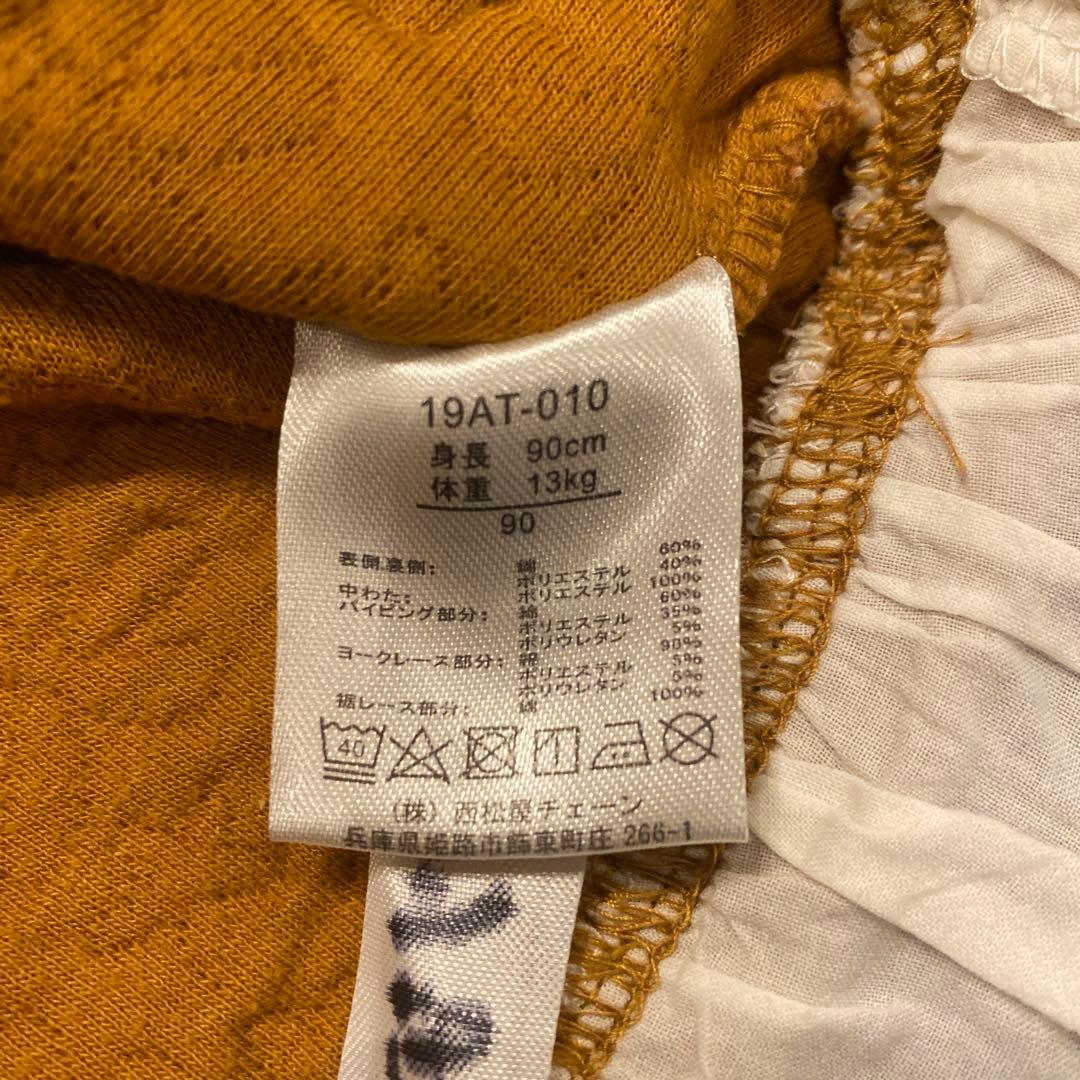 19AT-010
身長 90cm
体重 13kg
90
表側,裏側: 綿 60%
ポリエステル 40%
中わた: ポリエステル 100%
パイピング部分: 綿 60%
ポリエステル 35%
ポリウレタン 5%
ヨークレース部分: 綿 90%
ポリエステル 5%
ポリウレタン 5%
裾レース部分: 綿 100%
40
(株) 西松屋チェーン
兵庫県姫路市飾東町庄 266-1